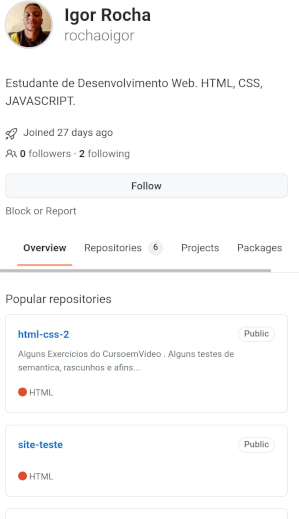 Igor Rocha
rochaoigor
Estudante de Desenvolvimento Web. HTML, CSS,
JAVASCRIPT.
Joined 27 days ago
0 followers · 2 following
Follow
Block or Report
Overview Repositories 6 Projects Packages
Popular repositories
html-css-2 Public
Alguns Exercícios do CursoemVideo . Alguns testes de
semantica, rascunhos e afins...
HTML
site-teste Public
HTML